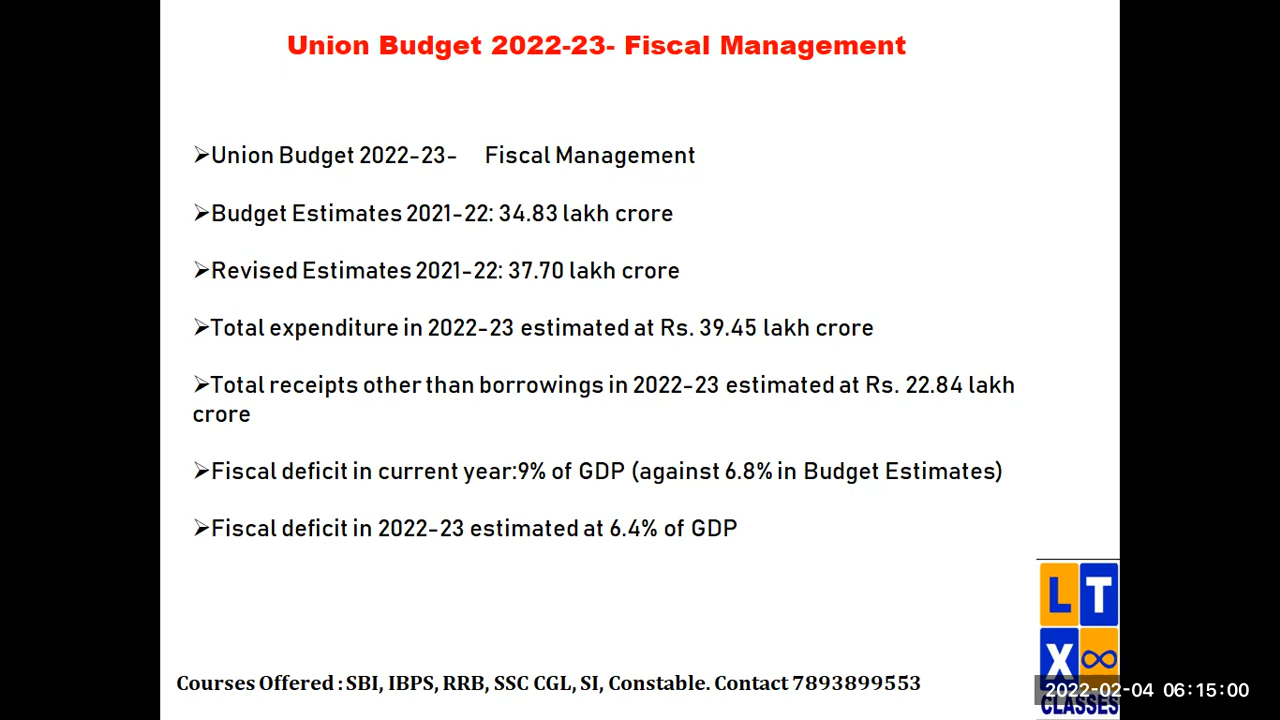 Union Budget 2022-23- Fiscal Management
➢Union Budget 2022-23- Fiscal Management
➢Budget Estimates 2021-22: 34.83 lakh crore
➢Revised Estimates 2021-22: 37.70 lakh crore
➢Total expenditure in 2022-23 estimated at Rs. 39.45 lakh crore
➢Total receipts other than borrowings in 2022-23 estimated at Rs. 22.84 lakh
crore
➢Fiscal deficit in current year:9% of GDP (against 6.8% in Budget Estimates)
➢Fiscal deficit in 2022-23 estimated at 6.4% of GDP
L T
X ∞
2022-02-04 06:15:00
CLASSES
Courses Offered : SBI, IBPS, RRB, SSC CGL, SI, Constable. Contact 7893899553